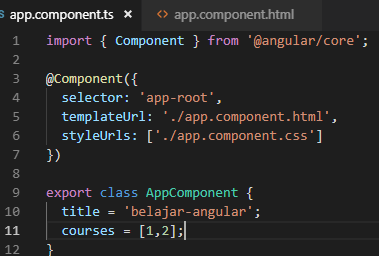 app.component.ts × <> app.component.html
1 import { Component } from '@angular/core';
2
3 @Component({
4 selector: 'app-root',
5 templateUrl: './app.component.html',
6 styleUrls: ['./app.component.css']
7 })
8
9 export class AppComponent {
10 title = 'belajar-angular';
11 courses = [1,2];
12 }